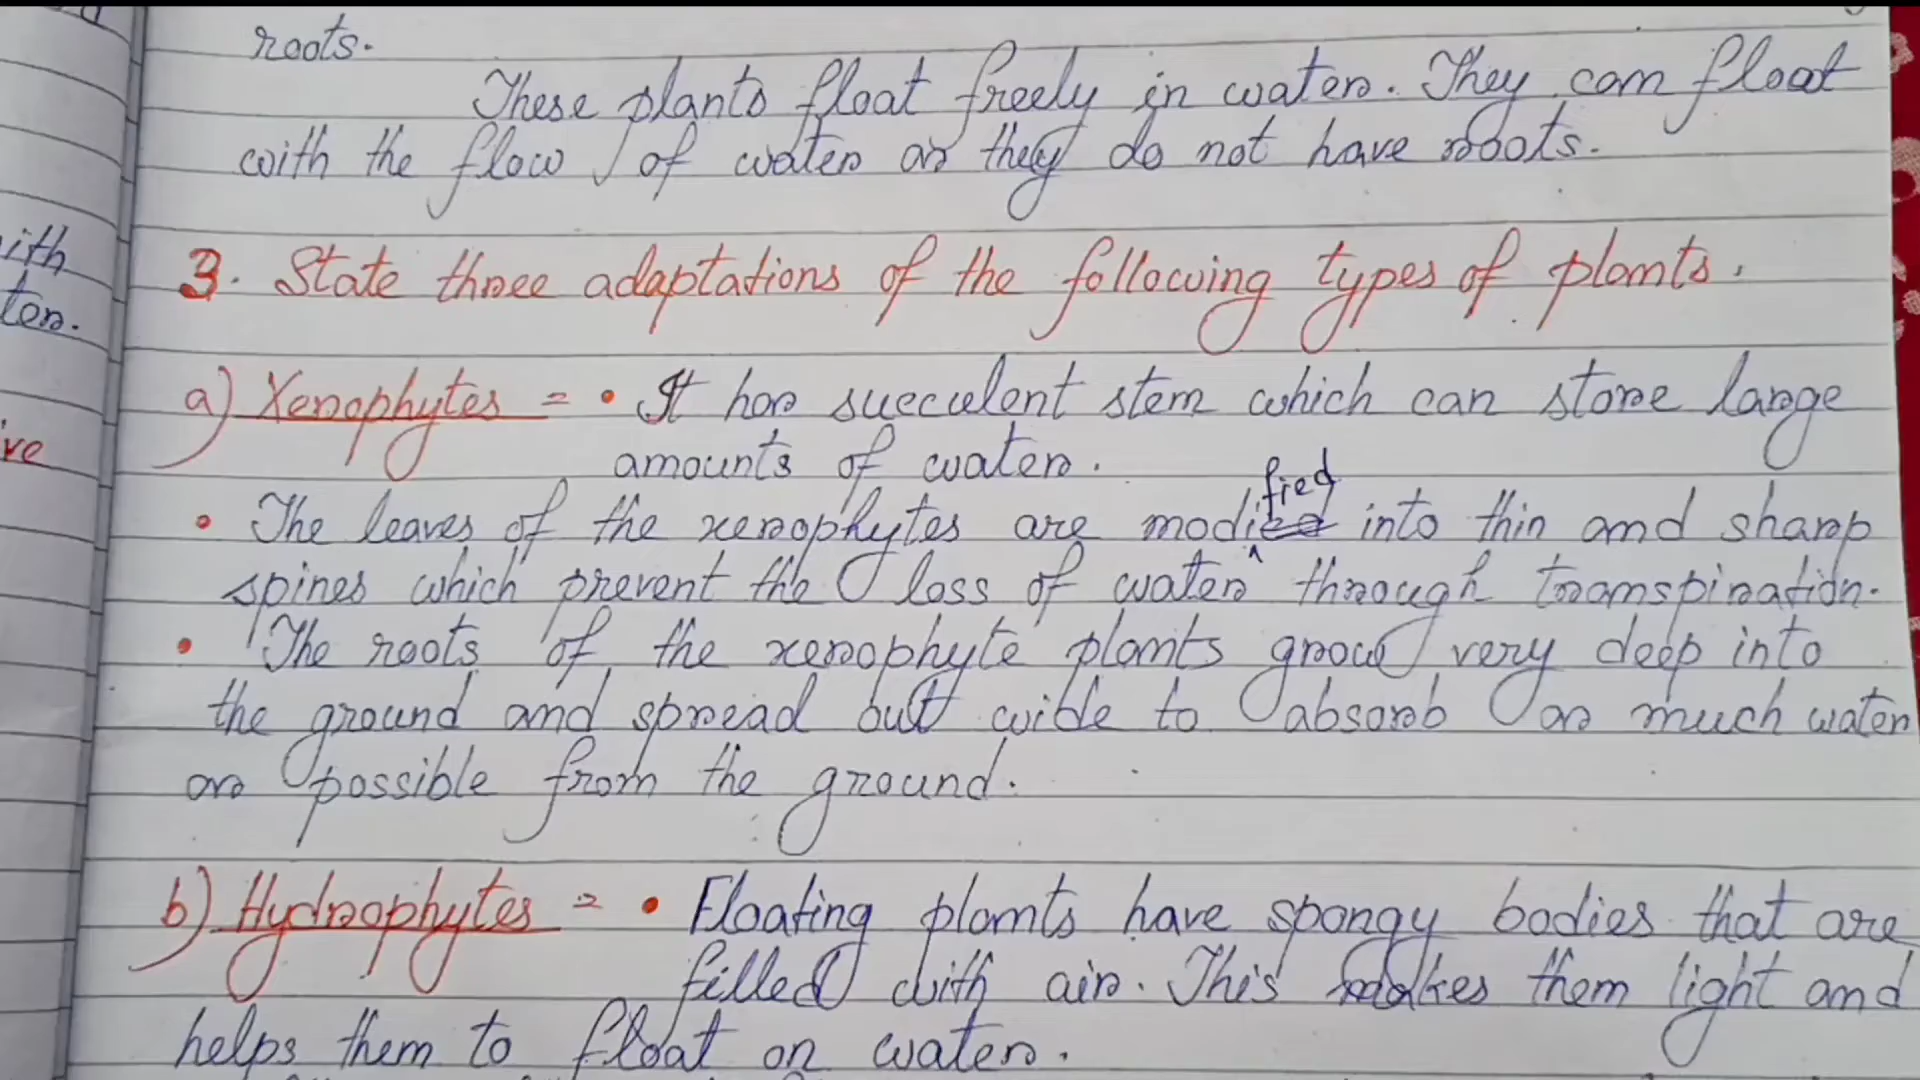 roots.
These plants float freely in water. They can float
with the flow of water as they do not have roots.
3. State three adaptations of the following types of plants.
a) Xerophytes = • It has succulent stem which can store large
amounts of water.
fied
• The leaves of the xerophytes are modi into thin and sharp
spines which prevent the loss of water through transpiration.
• The roots of the xerophyte plants grow very deep into
the ground and spread out wide to absorb as much water
as possible from the ground.
b) Hydrophytes = • Floating plants have spongy bodies that are
filled with air. This makes them light and
helps them to float on water.
ith
ter.
ve